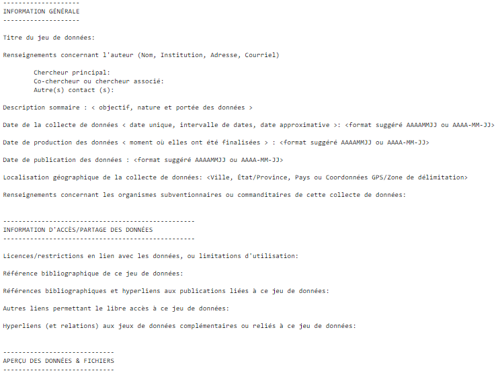 --------------------
INFORMATION GÉNÉRALE
--------------------
Titre du jeu de données:
Renseignements concernant l'auteur (Nom, Institution, Adresse, Courriel)
Chercheur principal:
Co-chercheur ou chercheur associé:
Autre(s) contact (s):
Description sommaire : < objectif, nature et portée des données >
Date de la collecte de données < date unique, intervalle de dates, date approximative >: <format suggéré AAAAMMJJ ou AAAA-MM-JJ>
Date de production des données < moment où elles ont été finalisées > : <format suggéré AAAAMMJJ ou AAAA-MM-JJ>
Date de publication des données : <format suggéré AAAAMMJJ ou AAAA-MM-JJ>
Localisation géographique de la collecte de données: <Ville, État/Province, Pays ou Coordonnées GPS/Zone de délimitation>
Renseignements concernant les organismes subventionnaires ou commanditaires de cette collecte de données:
--------------------------------------------------
INFORMATION D'ACCÈS/PARTAGE DES DONNÉES
--------------------------------------------------
Licences/restrictions en lien avec les données, ou limitations d'utilisation:
Référence bibliographique de ce jeu de données:
Références bibliographiques et hyperliens aux publications liées à ce jeu de données:
Autres liens permettant le libre accès à ce jeu de données:
Hyperliens (et relations) aux jeux de données complémentaires ou reliés à ce jeu de données:
-----------------------------
APERÇU DES DONNÉES & FICHIERS
-----------------------------